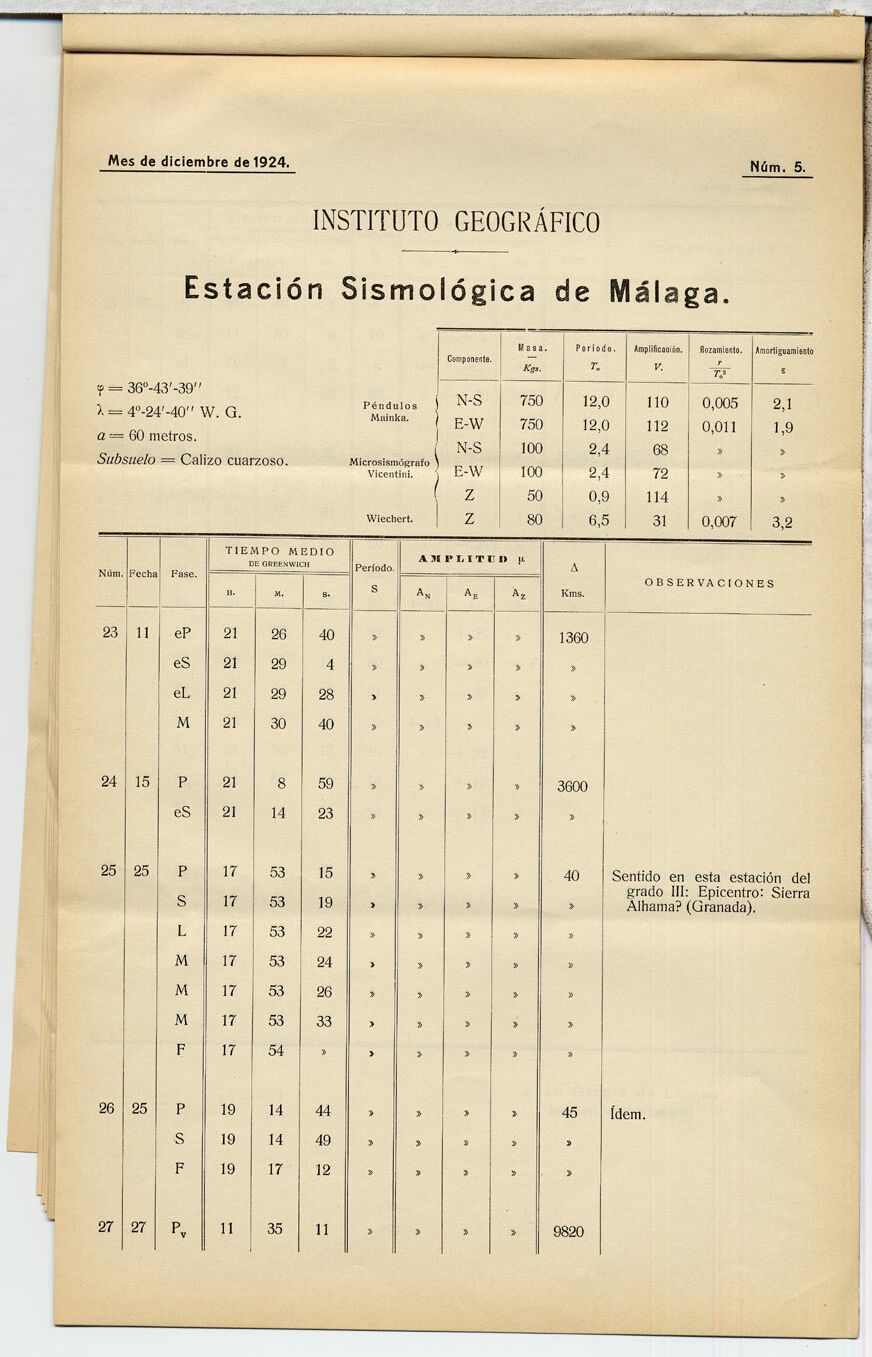 Mes de diciembre de 1924.
Núm. 5.
INSTITUTO GEOGRÁFICO
Estación Sismológica de Málaga.
φ = 36º-43'-39''
λ = 4º-24'-40'' W. G.
a = 60 metros.
Subsuelo = Calizo cuarzoso.
Componente. Masa. Kgs. Período. T₀ Amplificación. V. Rozamiento. r/T₀² Amortiguamiento ε
Péndulos Mainka. N-S 750 12,0 110 0,005 2,1
E-W 750 12,0 112 0,011 1,9
Microsismógrafo Vicentini. N-S 100 2,4 68 » »
E-W 100 2,4 72 » »
Z 50 0,9 114 » »
Wiechert. Z 80 6,5 31 0,007 3,2
Núm. Fecha Fase. TIEMPO MEDIO DE GREENWICH Período. S AMPLITUD μ Δ Kms. OBSERVACIONES
H. M. S. A_N A_E A_Z
23 11 eP 21 26 40 » » » » 1360
eS 21 29 4 » » » » »
eL 21 29 28 » » » » »
M 21 30 40 » » » » »
24 15 P 21 8 59 » » » » 3600
eS 21 14 23 » » » » »
25 25 P 17 53 15 » » » » 40 Sentido en esta estación del
grado III: Epicentro: Sierra
Alhama? (Granada).
S 17 53 19 » » » » »
L 17 53 22 » » » » »
M 17 53 24 » » » » »
M 17 53 26 » » » » »
M 17 53 33 » » » » »
F 17 54 » » » » » »
26 25 P 19 14 44 » » » » 45 Ídem.
S 19 14 49 » » » » »
F 19 17 12 » » » » »
27 27 Pv 11 35 11 » » » » 9820